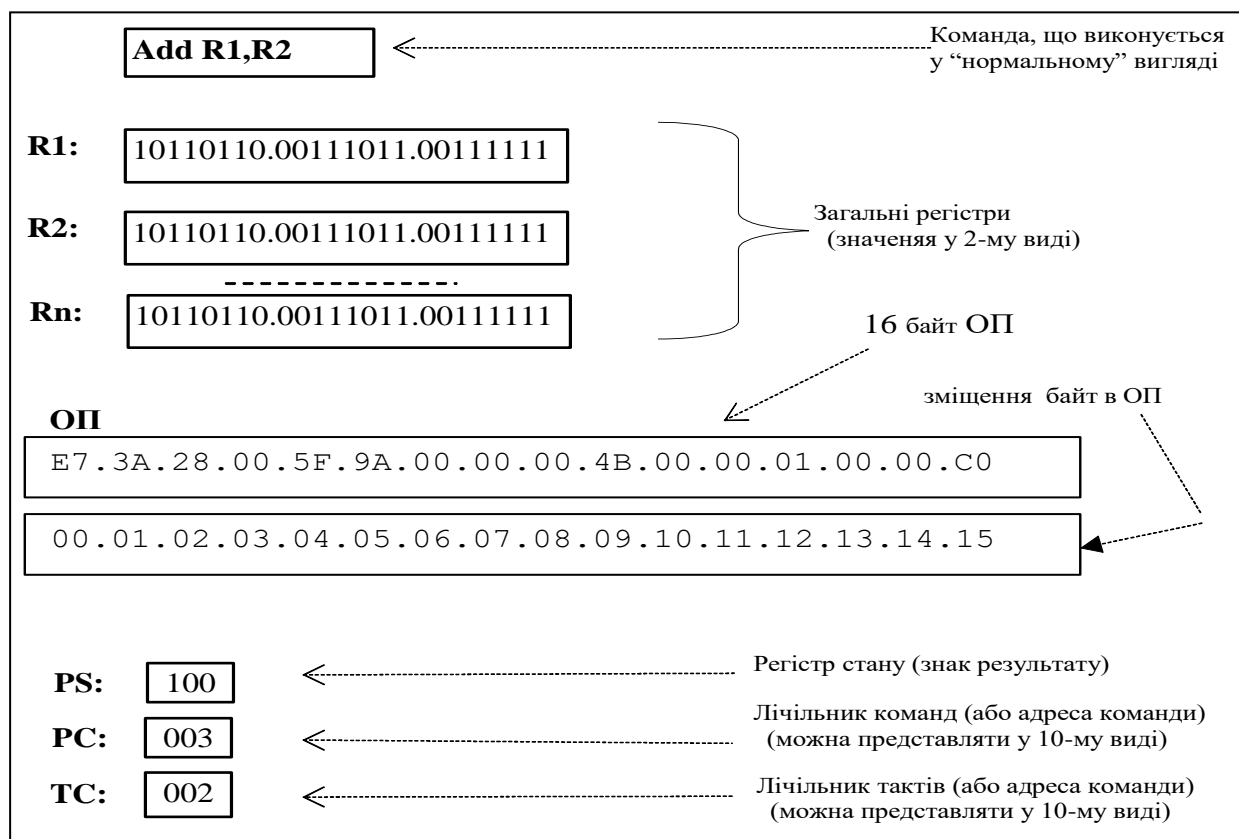 Add R1,R2
Команда, що виконується
у “нормальному” вигляді
R1:
10110110.00111011.00111111
R2:
10110110.00111011.00111111
Загальні регістри
(значеняя у 2-му виді)
Rn:
10110110.00111011.00111111
16 байт ОП
зміщення байт в ОП
ОП
E7.3A.28.00.5F.9A.00.00.00.4B.00.00.01.00.00.C0
00.01.02.03.04.05.06.07.08.09.10.11.12.13.14.15
PS:
100
Регістр стану (знак результату)
PC:
003
Лічільник команд (або адреса команди)
(можна представляти у 10-му виді)
TC:
002
Лічільник тактів (або адреса команди)
(можна представляти у 10-му виді)